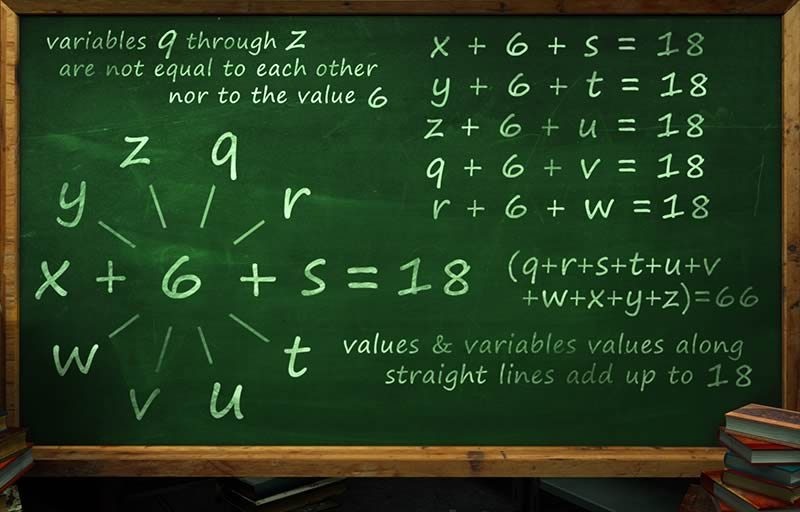 variables q through z
are not equal to each other
nor to the value 6
x + 6 + s = 18
y + 6 + t = 18
z + 6 + u = 18
q + 6 + v = 18
r + 6 + w = 18
z q
y r
x + 6 + s = 18
w t
v u
(q+r+s+t+u+v
+w+x+y+z)=66
values & variables values along
straight lines add up to 18